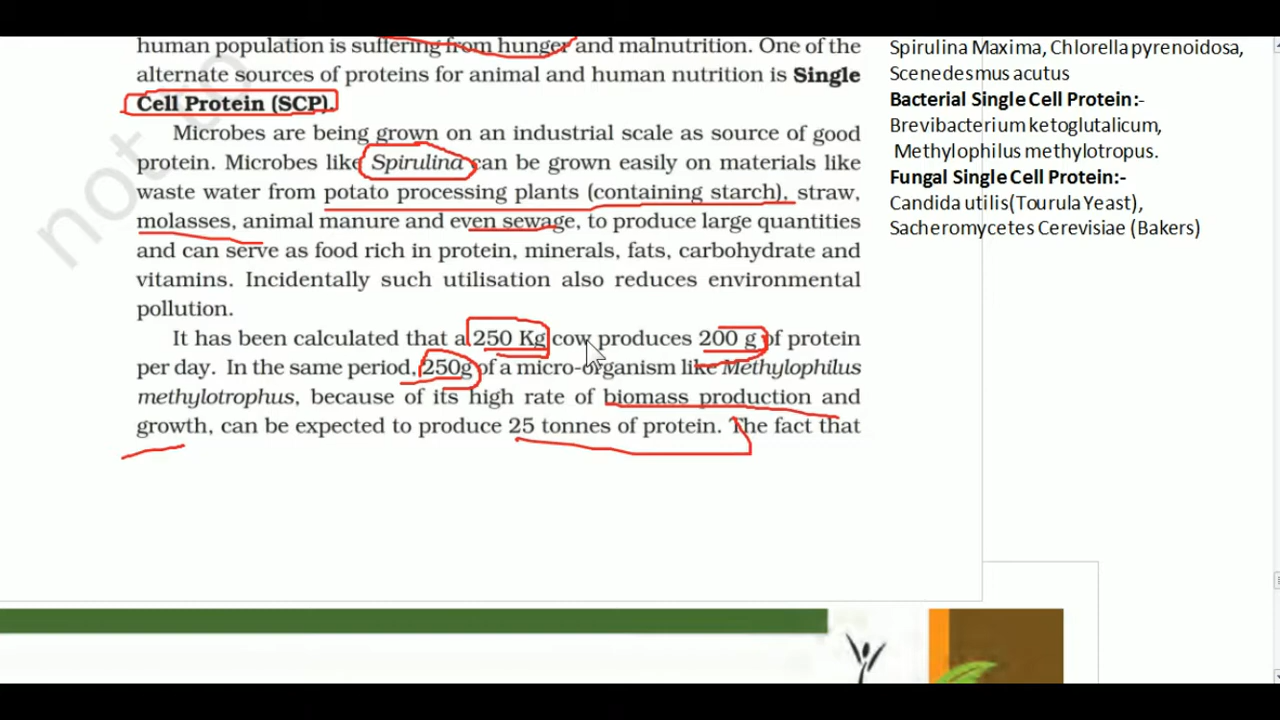 human population is suffering from hunger and malnutrition. One of the
alternate sources of proteins for animal and human nutrition is Single
Cell Protein (SCP).
Microbes are being grown on an industrial scale as source of good
protein. Microbes like Spirulina can be grown easily on materials like
waste water from potato processing plants (containing starch), straw,
molasses, animal manure and even sewage, to produce large quantities
and can serve as food rich in protein, minerals, fats, carbohydrate and
vitamins. Incidentally such utilisation also reduces environmental
pollution.
It has been calculated that a 250 Kg cow produces 200 g of protein
per day. In the same period, 250g of a micro-organism like Methylophilus
methylotrophus, because of its high rate of biomass production and
growth, can be expected to produce 25 tonnes of protein. The fact that
Spirulina Maxima, Chlorella pyrenoidosa,
Scenedesmus acutus
Bacterial Single Cell Protein:-
Brevibacterium ketoglutalicum,
Methylophilus methylotropus.
Fungal Single Cell Protein:-
Candida utilis(Tourula Yeast),
Sacheromycetes Cerevisiae (Bakers)
not to